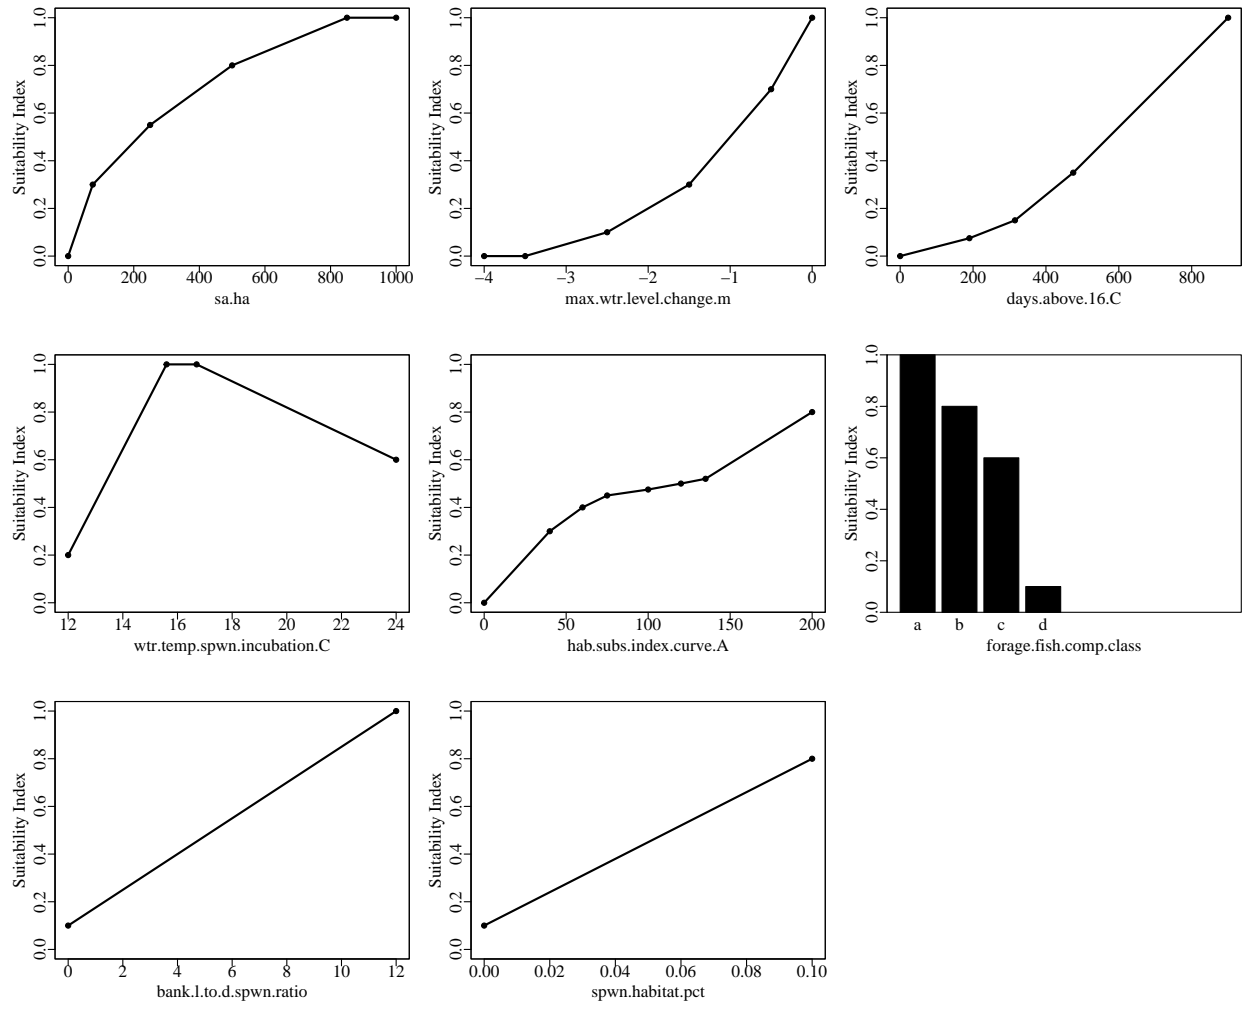 Suitability Index
0.0 0.2 0.4 0.6 0.8 1.0
0 200 400 600 800 1000
sa.ha
Suitability Index
0.0 0.2 0.4 0.6 0.8 1.0
−4 −3 −2 −1 0
max.wtr.level.change.m
Suitability Index
0.0 0.2 0.4 0.6 0.8 1.0
0 200 400 600 800
days.above.16.C
Suitability Index
0.0 0.2 0.4 0.6 0.8 1.0
12 14 16 18 20 22 24
wtr.temp.spwn.incubation.C
Suitability Index
0.0 0.2 0.4 0.6 0.8 1.0
0 50 100 150 200
hab.subs.index.curve.A
Suitability Index
0.0 0.2 0.4 0.6 0.8 1.0
a b c d
forage.fish.comp.class
Suitability Index
0.0 0.2 0.4 0.6 0.8 1.0
0 2 4 6 8 10 12
bank.l.to.d.spwn.ratio
Suitability Index
0.0 0.2 0.4 0.6 0.8 1.0
0.00 0.02 0.04 0.06 0.08 0.10
spwn.habitat.pct